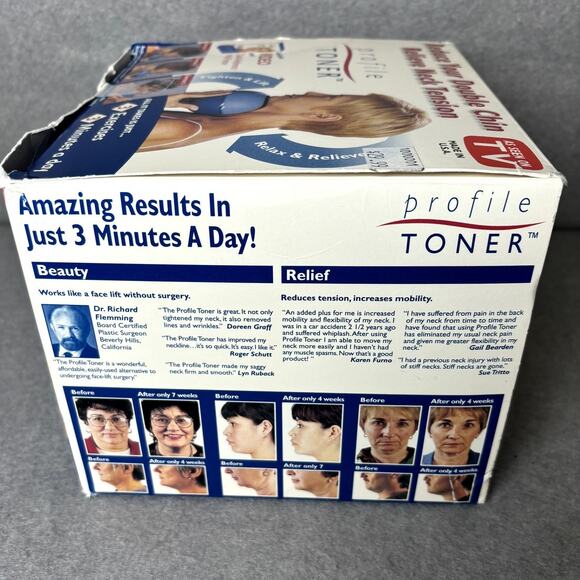 Reduce Your Double Chin
Relieve Neck Tension
profile
TONER
Tighten & Lift
Relax & Relieve
3 Exercises
3 Minutes a day
MADE IN
U.S.A.
AS SEEN ON
TV
Amazing Results In
Just 3 Minutes A Day!
profile
TONER™
Beauty
Works like a face lift without surgery.
Dr. Richard
Flemming
Board Certified
Plastic Surgeon
Beverly Hills,
California
"The Profile Toner is a wonderful,
affordable, easily-used alternative to
undergoing face-lift surgery."
"The Profile Toner is great. It not only
tightened my neck, it also removed
lines and wrinkles." Doreen Graff
"The Profile Toner has improved my
neckline...it's so quick. It's easy, I like it."
Roger Schutt
"The Profile Toner made my saggy
neck firm and smooth." Lyn Ruback
Relief
Reduces tension, increases mobility.
"An added plus for me is increased
mobility and flexibility of my neck. I
was in a car accident 2 1/2 years ago
and suffered whiplash. After using
Profile Toner I am able to move my
neck more easily and I haven't had
any muscle spasms. Now that's a good
product! " Karen Furno
"I have suffered from pain in the back
of my neck from time to time and
have found that using Profile Toner
has eliminated my usual neck pain
and given me greater flexibility in my
neck." Gail Bearden
"I had a previous neck injury with lots
of stiff necks. Stiff necks are gone."
Sue Tritto
Before
After only 7 weeks
Before
After only 4 weeks
Before
After only 4 weeks
Before
After only 4 weeks
Before
After only 7
Before
After only 4 weeks